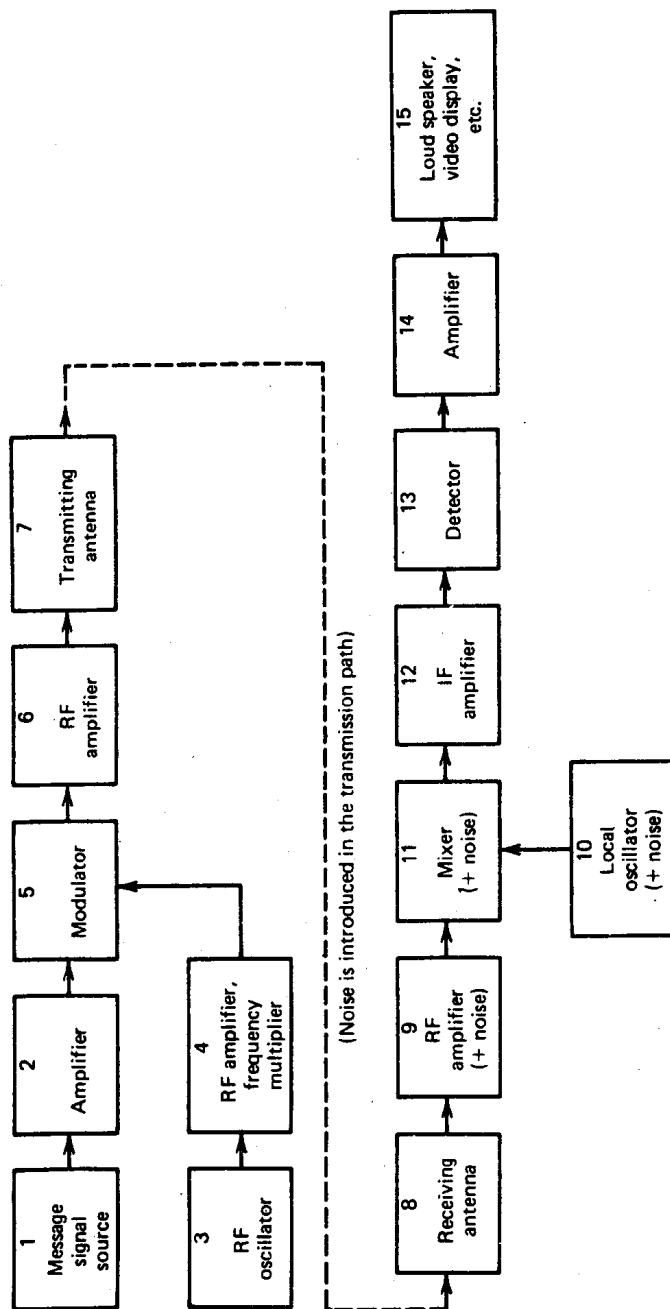 1
Message
signal
source
2
Amplifier
3
RF
oscillator
4
RF amplifier,
frequency
multiplier
5
Modulator
6
RF
amplifier
7
Transmitting
antenna
(Noise is introduced in the transmission path)
8
Receiving
antenna
9
RF
amplifier
(+ noise)
10
Local
oscillator
(+ noise)
11
Mixer
(+ noise)
12
IF
amplifier
13
Detector
14
Amplifier
15
Loud speaker,
video display,
etc.